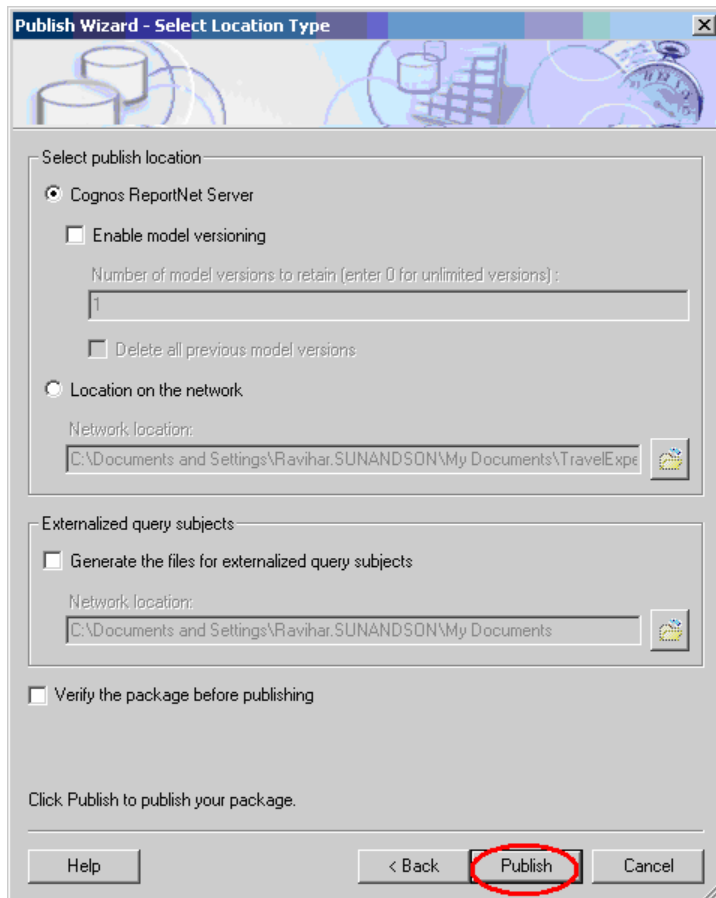 Publish Wizard - Select Location Type
Select publish location
Cognos ReportNet Server
Enable model versioning
Number of model versions to retain (enter 0 for unlimited versions) :
1
Delete all previous model versions
Location on the network
Network location:
C:\Documents and Settings\Ravihar.SUNANDSON\My Documents\TravelExpe
Externalized query subjects
Generate the files for externalized query subjects
Network location:
C:\Documents and Settings\Ravihar.SUNANDSON\My Documents
Verify the package before publishing
Click Publish to publish your package.
Help < Back Publish Cancel